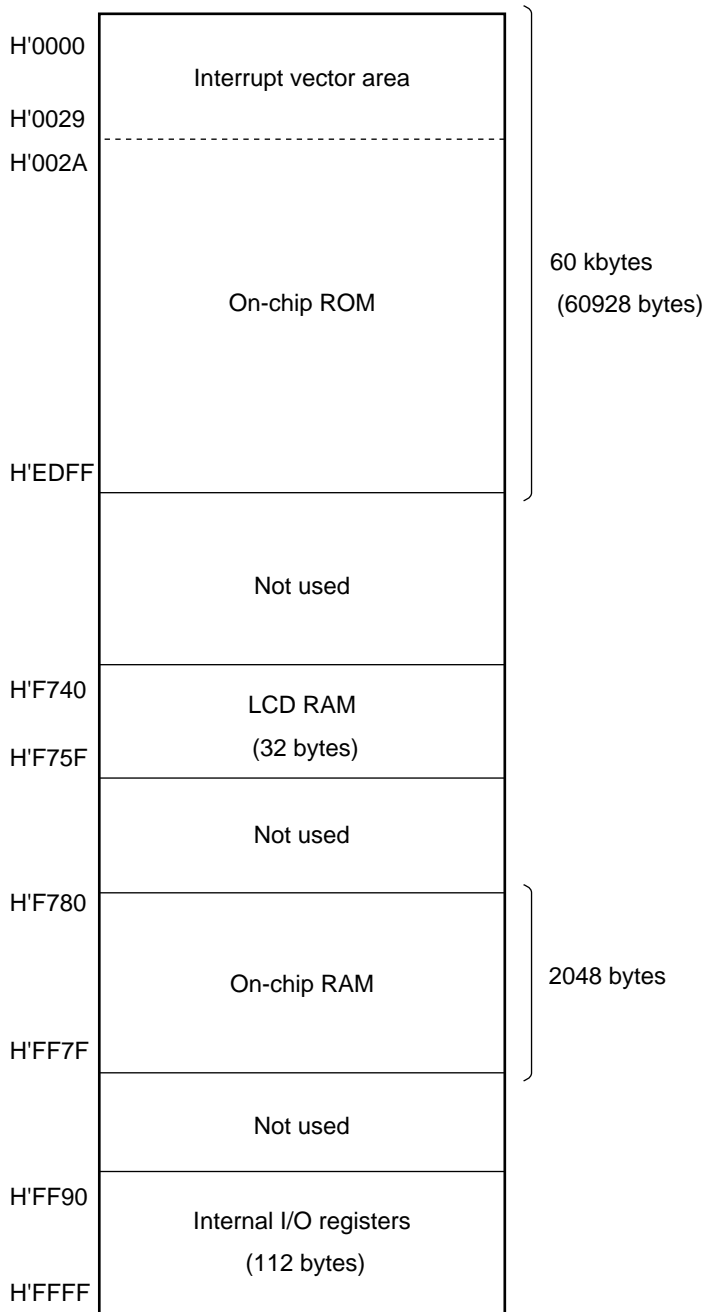 H'0000
Interrupt vector area
H'0029
H'002A
60 kbytes
(60928 bytes)
On-chip ROM
H'EDFF
Not used
H'F740
LCD RAM
(32 bytes)
H'F75F
Not used
H'F780
2048 bytes
On-chip RAM
H'FF7F
Not used
H'FF90
Internal I/O registers
(112 bytes)
H'FFFF